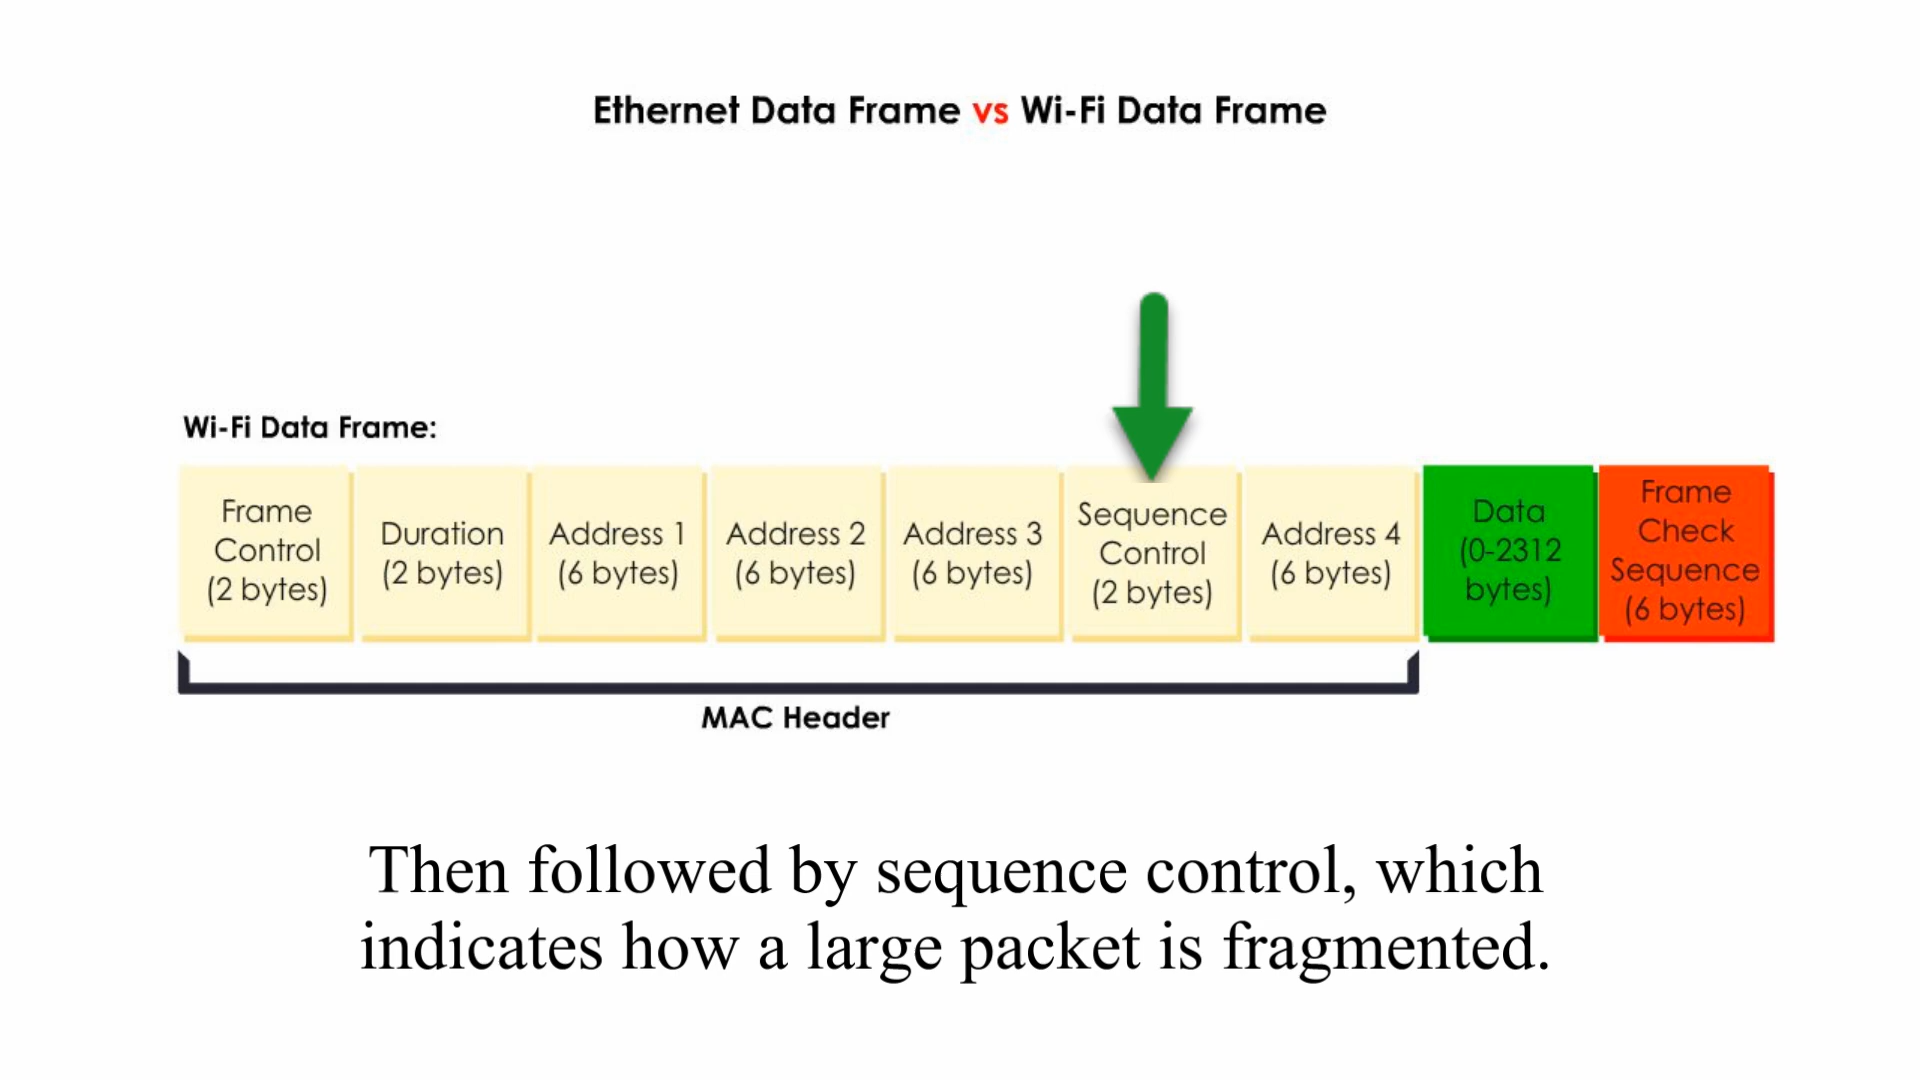 Ethernet Data Frame vs Wi-Fi Data Frame
Wi-Fi Data Frame:
Frame
Control
(2 bytes)
Duration
(2 bytes)
Address 1
(6 bytes)
Address 2
(6 bytes)
Address 3
(6 bytes)
Sequence
Control
(2 bytes)
Address 4
(6 bytes)
Data
(0-2312
bytes)
Frame
Check
Sequence
(6 bytes)
MAC Header
Then followed by sequence control, which
indicates how a large packet is fragmented.